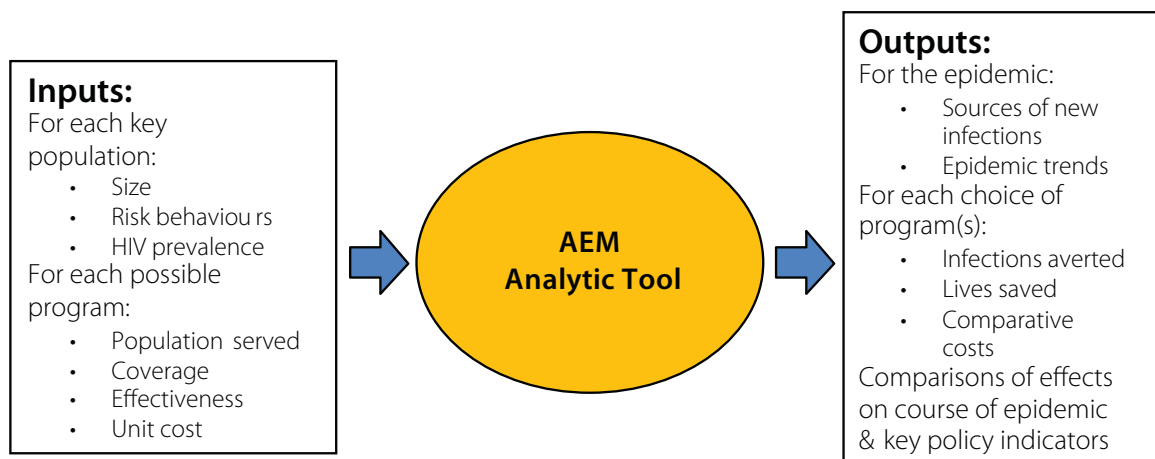 Inputs:
For each key
population:
• Size
• Risk behaviou rs
• HIV prevalence
For each possible
program:
• Population served
• Coverage
• Effectiveness
• Unit cost
AEM
Analytic Tool
Outputs:
For the epidemic:
• Sources of new
infections
• Epidemic trends
For each choice of
program(s):
• Infections averted
• Lives saved
• Comparative
costs
Comparisons of effects
on course of epidemic
& key policy indicators